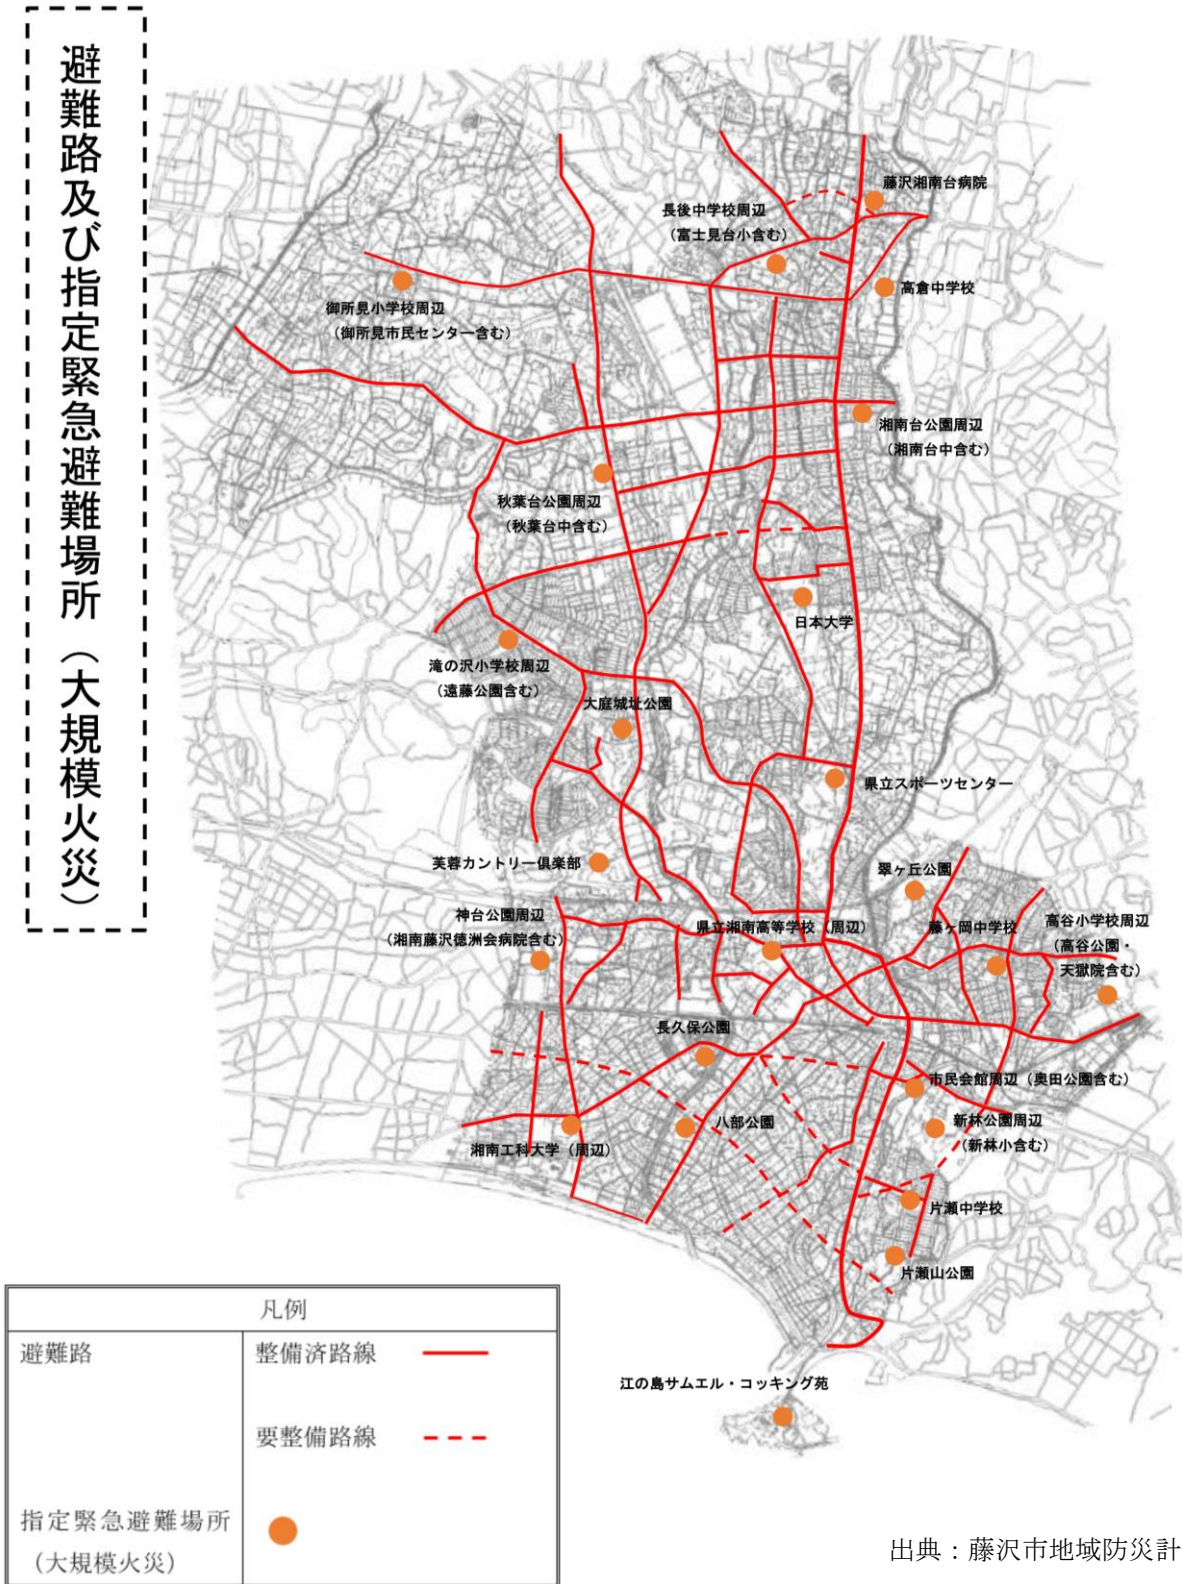 避難路及び指定緊急避難場所（大規模火災）
藤沢湘南台病院
長後中学校周辺
（富士見台小含む）
高倉中学校
御所見小学校周辺
（御所見市民センター含む）
湘南台公園周辺
（湘南台中含む）
秋葉台公園周辺
（秋葉台中含む）
日本大学
滝の沢小学校周辺
（遠藤公園含む）
大庭城址公園
県立スポーツセンター
芙蓉カントリー倶楽部
翠ヶ丘公園
神台公園周辺
（湘南藤沢徳洲会病院含む）
県立湘南高等学校（周辺）
藤ヶ岡中学校
高谷小学校周辺
（高谷公園・
天獄院含む）
長久保公園
市民会館周辺（奥田公園含む）
八部公園
新林公園周辺
（新林小含む）
湘南工科大学（周辺）
片瀬中学校
片瀬山公園
江の島サムエル・コッキング苑
凡例
避難路
整備済路線
要整備路線
指定緊急避難場所
（大規模火災）
出典：藤沢市地域防災計